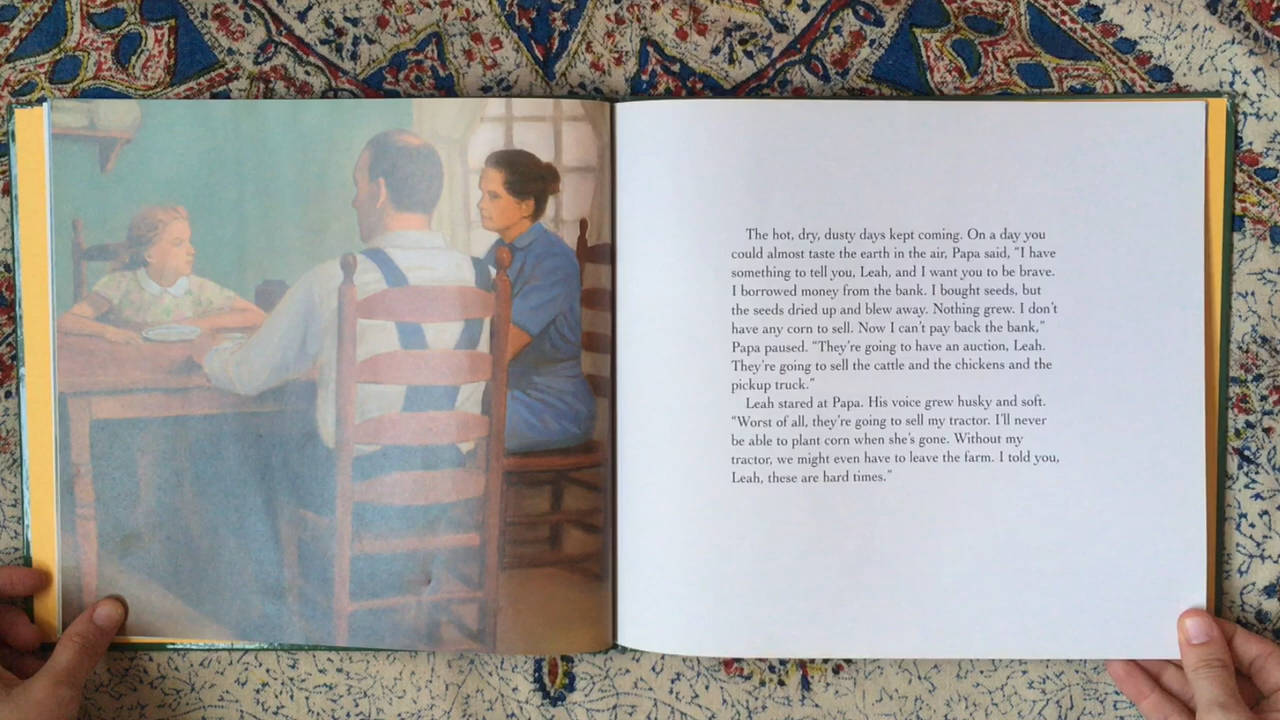 The hot, dry, dusty days kept coming. On a day you
could almost taste the earth in the air, Papa said, “I have
something to tell you, Leah, and I want you to be brave.
I borrowed money from the bank. I bought seeds, but
the seeds dried up and blew away. Nothing grew. I don’t
have any corn to sell. Now I can’t pay back the bank,”
Papa paused. “They’re going to have an auction, Leah.
They’re going to sell the cattle and the chickens and the
pickup truck.”
Leah stared at Papa. His voice grew husky and soft.
“Worst of all, they’re going to sell my tractor. I’ll never
be able to plant corn when she’s gone. Without my
tractor, we might even have to leave the farm. I told you,
Leah, these are hard times.”